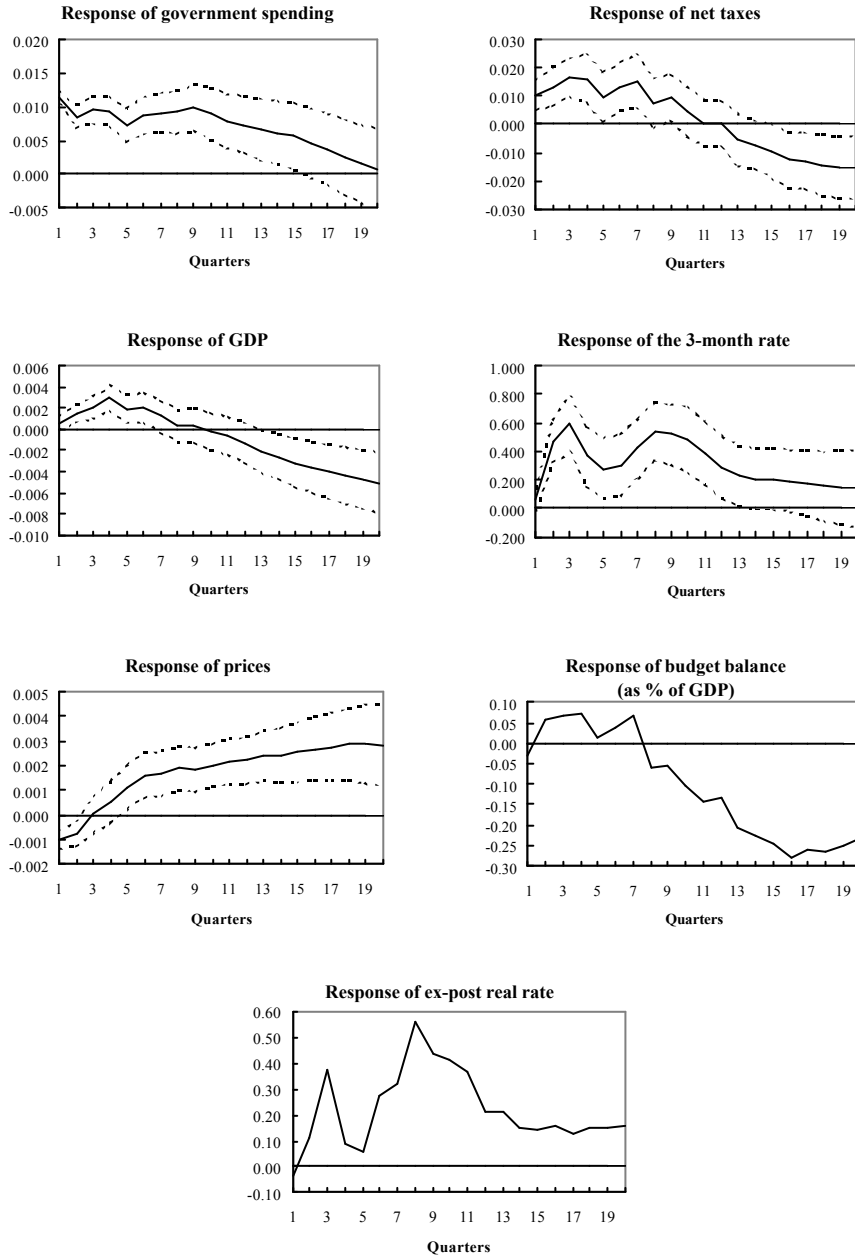 Response of government spending
0.020
0.015
0.010
0.005
0.000
-0.005
1 3 5 7 9 11 13 15 17 19
Quarters
Response of net taxes
0.030
0.020
0.010
0.000
-0.010
-0.020
-0.030
1 3 5 7 9 11 13 15 17 19
Quarters
Response of GDP
0.006
0.004
0.002
0.000
-0.002
-0.004
-0.006
-0.008
-0.010
1 3 5 7 9 11 13 15 17 19
Quarters
Response of the 3-month rate
1.000
0.800
0.600
0.400
0.200
0.000
-0.200
1 3 5 7 9 11 13 15 17 19
Quarters
Response of prices
0.005
0.004
0.003
0.002
0.001
0.000
-0.001
-0.002
1 3 5 7 9 11 13 15 17 19
Quarters
Response of budget balance
(as % of GDP)
0.10
0.05
0.00
-0.05
-0.10
-0.15
-0.20
-0.25
-0.30
1 3 5 7 9 11 13 15 17 19
Quarters
Response of ex-post real rate
0.60
0.50
0.40
0.30
0.20
0.10
0.00
-0.10
1 3 5 7 9 11 13 15 17 19
Quarters